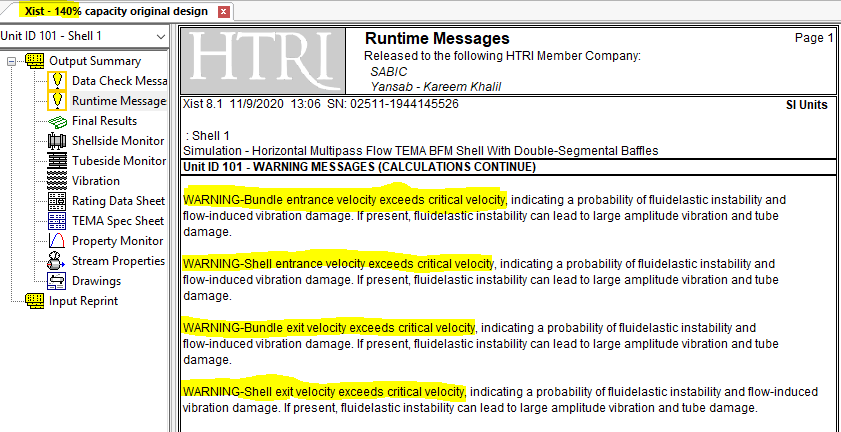 Xist - 140% capacity original design
Unit ID 101 - Shell 1
Output Summary
Data Check Messa
Runtime Messages
Final Results
Shellside Monitor
Tubeside Monitor
Vibration
Rating Data Sheet
TEMA Spec Sheet
Property Monitor
Stream Properties
Drawings
Input Reprint
HTRI
Runtime Messages
Page 1
Released to the following HTRI Member Company:
SABIC
Yansab - Kareem Khalil
Xist 8.1 11/9/2020 13:06 SN: 02511-1944145526
SI Units
: Shell 1
Simulation - Horizontal Multipass Flow TEMA BFM Shell With Double-Segmental Baffles
Unit ID 101 - WARNING MESSAGES (CALCULATIONS CONTINUE)
WARNING-Bundle entrance velocity exceeds critical velocity, indicating a probability of fluidelastic instability and
flow-induced vibration damage. If present, fluidelastic instability can lead to large amplitude vibration and tube
damage.
WARNING-Shell entrance velocity exceeds critical velocity, indicating a probability of fluidelastic instability and
flow-induced vibration damage. If present, fluidelastic instability can lead to large amplitude vibration and tube
damage.
WARNING-Bundle exit velocity exceeds critical velocity, indicating a probability of fluidelastic instability and
flow-induced vibration damage. If present, fluidelastic instability can lead to large amplitude vibration and tube
damage.
WARNING-Shell exit velocity exceeds critical velocity, indicating a probability of fluidelastic instability and flow-induced
vibration damage. If present, fluidelastic instability can lead to large amplitude vibration and tube damage.